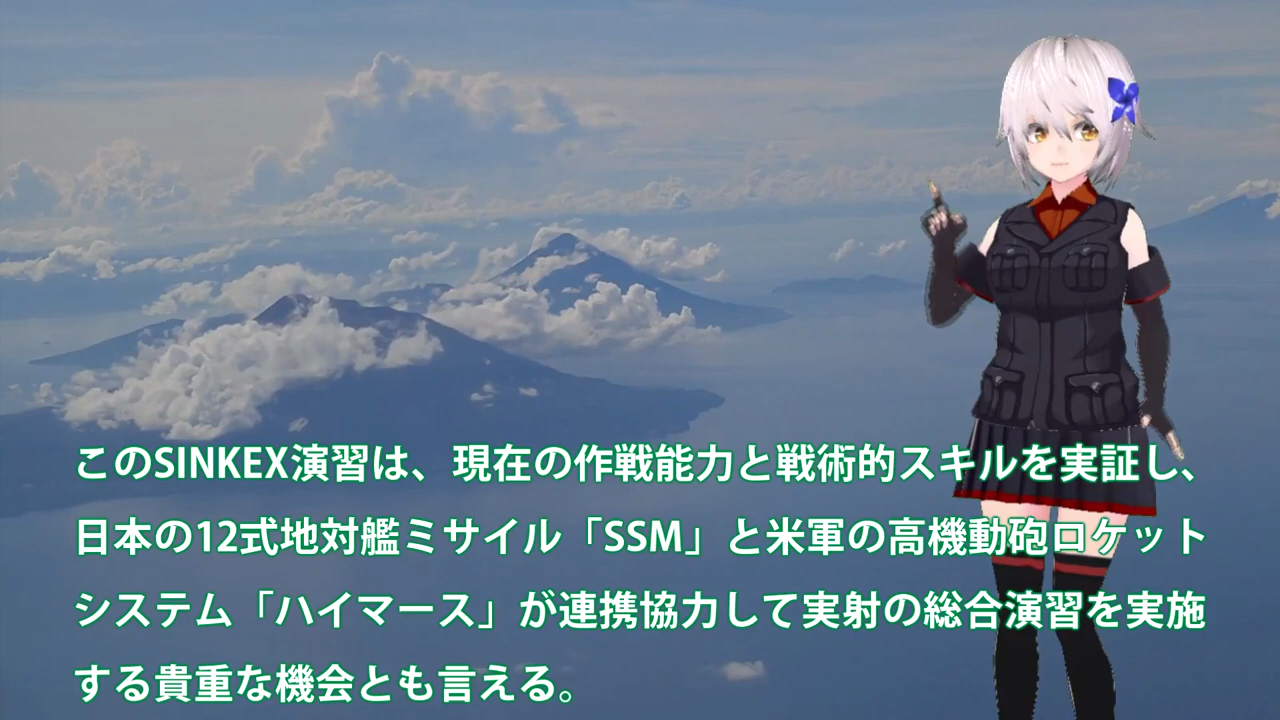 このSINKEX演習は、現在の作戦能力と戦術的スキルを実証し、
日本の12式地対艦ミサイル「SSM」と米軍の高機動砲ロケット
システム「ハイマース」が連携協力して実射の総合演習を実施
する貴重な機会とも言える。